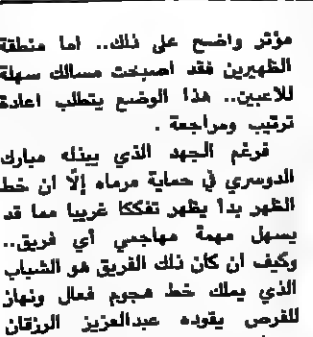 مؤثر واضح على ذلك.. اما منطقة
الظهيرين فقد اصبحت مسالك سهلة
للاعبين.. هذا الوضع يتطلب اعادة
ترتيب ومراجعة .
فرغم الجهد الذي يبذله مبارك
الدوسري في حماية مرماه إلّا ان خط
الظهر بدأ يظهر تفككا غريبا مما قد
يسهل مهمة مهاجمي أي فريق..
وكيف ان كان ذلك الفريق هو الشباب
الذي يملك خط هجوم فعال ونهاز
للفرص يقوده عبدالعزيز الرزقان